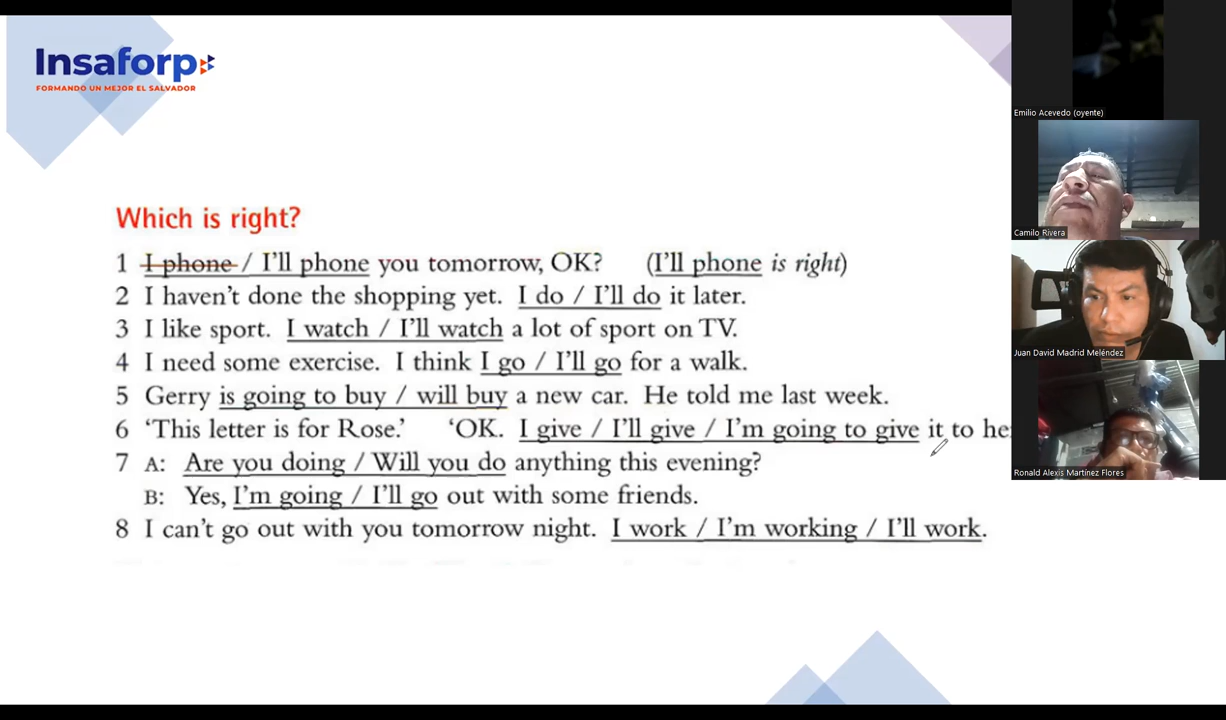 Insaforp
FORMANDO UN MEJOR EL SALVADOR
Which is right?
1 I phone / I'll phone you tomorrow, OK? (I'll phone is right)
2 I haven't done the shopping yet. I do / I'll do it later.
3 I like sport. I watch / I'll watch a lot of sport on TV.
4 I need some exercise. I think I go / I'll go for a walk.
5 Gerry is going to buy / will buy a new car. He told me last week.
6 'This letter is for Rose.' 'OK. I give / I'll give / I'm going to give it to
7 A: Are you doing / Will you do anything this evening?
B: Yes, I'm going / I'll go out with some friends.
8 I can't go out with you tomorrow night. I work / I'm working / I'll work.
Emilio Acevedo (oyente)
Camilo Rivera
Juan David Madrid Meléndez
Ronald Alexis Martínez Flores